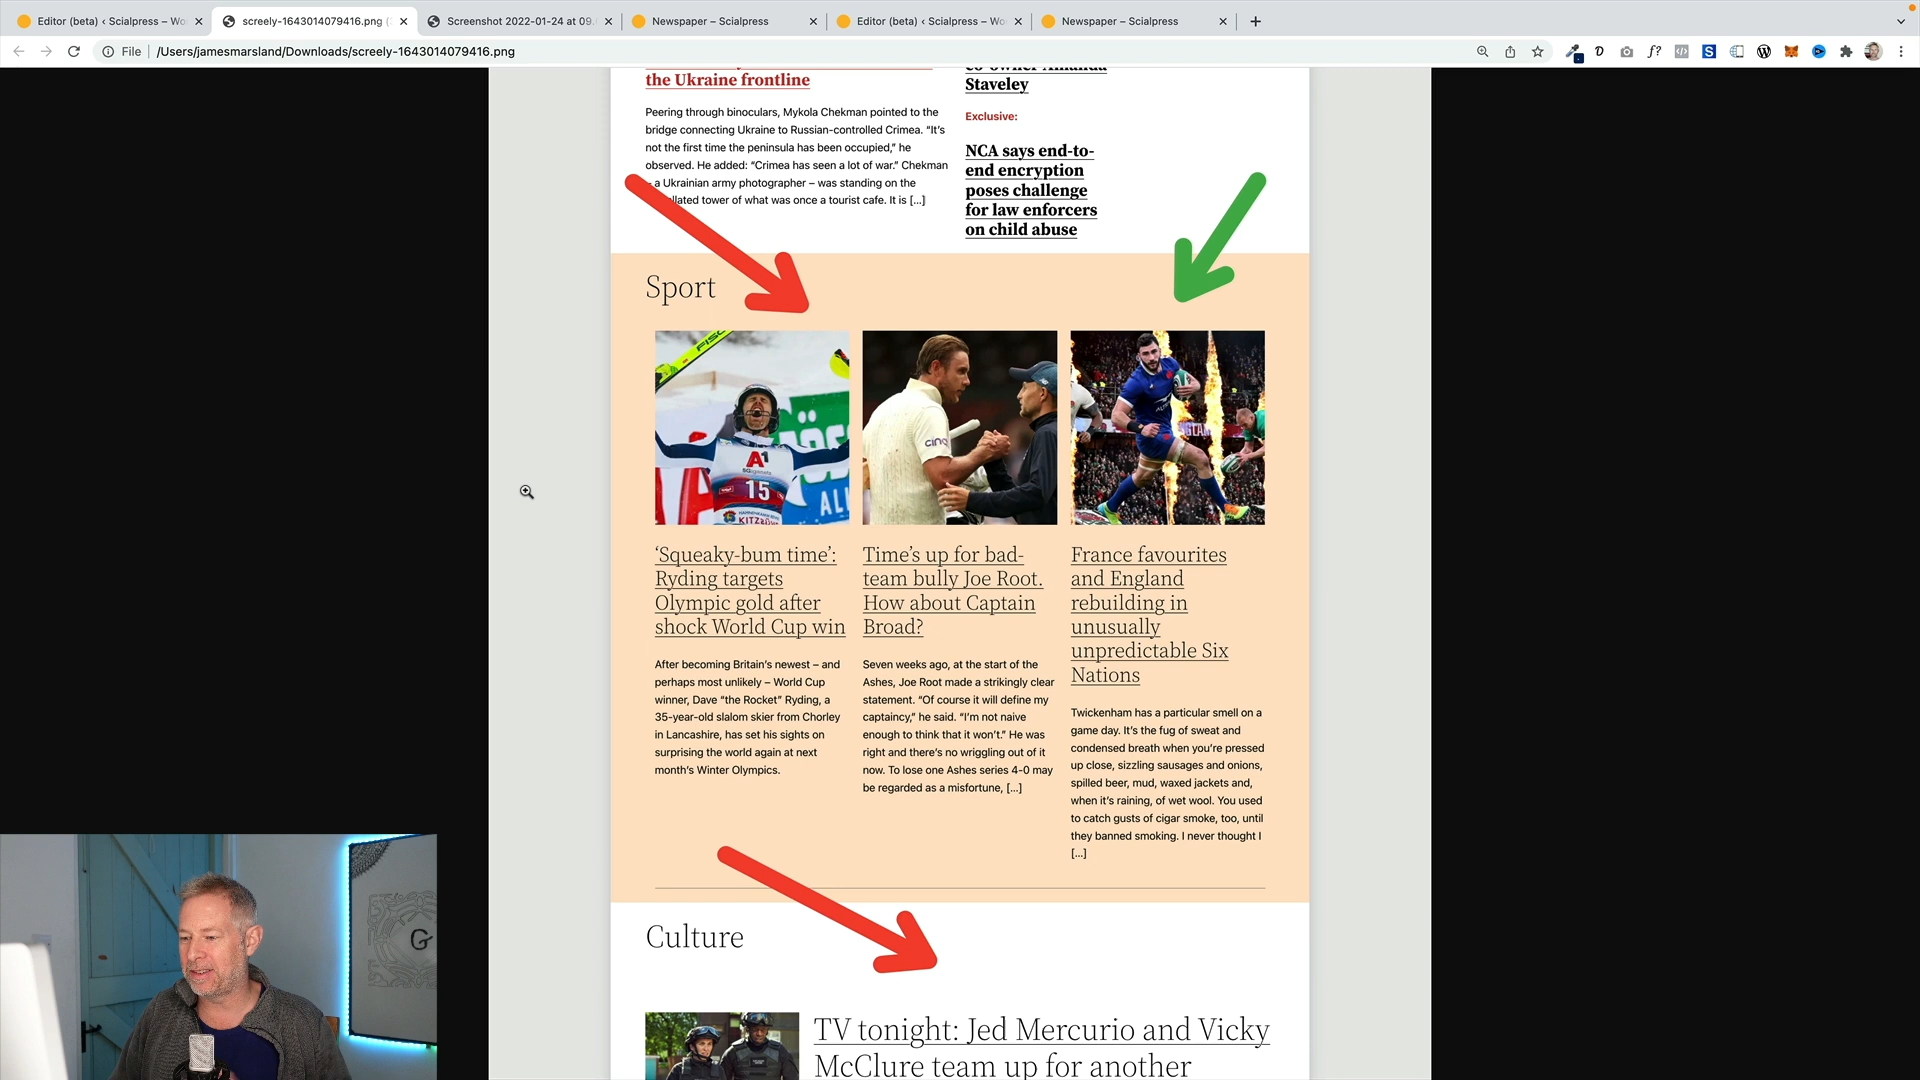 Editor (beta) ‹ Scialpress – Wo
screely-1643014079416.png (
Screenshot 2022-01-24 at 09.
Newspaper – Scialpress
Editor (beta) ‹ Scialpress – Wo
Newspaper – Scialpress
File
/Users/jamesmarsland/Downloads/screely-1643014079416.png
the Ukraine frontline
Peering through binoculars, Mykola Chekman pointed to the
bridge connecting Ukraine to Russian-controlled Crimea. “It’s
not the first time the peninsula has been occupied,” he
observed. He added: “Crimea has seen a lot of war.” Chekman
– a Ukrainian army photographer – was standing on the
llated tower of what was once a tourist cafe. It is […]
co-owner Amanda
Staveley
Exclusive:
NCA says end-to-
end encryption
poses challenge
for law enforcers
on child abuse
Sport
FISC
A1
15
KITZBÜ
‘Squeaky-bum time’:
Ryding targets
Olympic gold after
shock World Cup win
After becoming Britain’s newest – and
perhaps most unlikely – World Cup
winner, Dave “the Rocket” Ryding, a
35-year-old slalom skier from Chorley
in Lancashire, has set his sights on
surprising the world again at next
month’s Winter Olympics.
cinc
Time’s up for bad-
team bully Joe Root.
How about Captain
Broad?
Seven weeks ago, at the start of the
Ashes, Joe Root made a strikingly clear
statement. “Of course it will define my
captaincy,” he said. “I’m not naive
enough to think that it won’t.” He was
right and there’s no wriggling out of it
now. To lose one Ashes series 4-0 may
be regarded as a misfortune, […]
France favourites
and England
rebuilding in
unusually
unpredictable Six
Nations
Twickenham has a particular smell on a
game day. It’s the fug of sweat and
condensed breath when you’re pressed
up close, sizzling sausages and onions,
spilled beer, mud, waxed jackets and,
when it’s raining, of wet wool. You used
to catch gusts of cigar smoke, too, until
they banned smoking. I never thought I
[…]
Culture
TV tonight: Jed Mercurio and Vicky
McClure team up for another
G